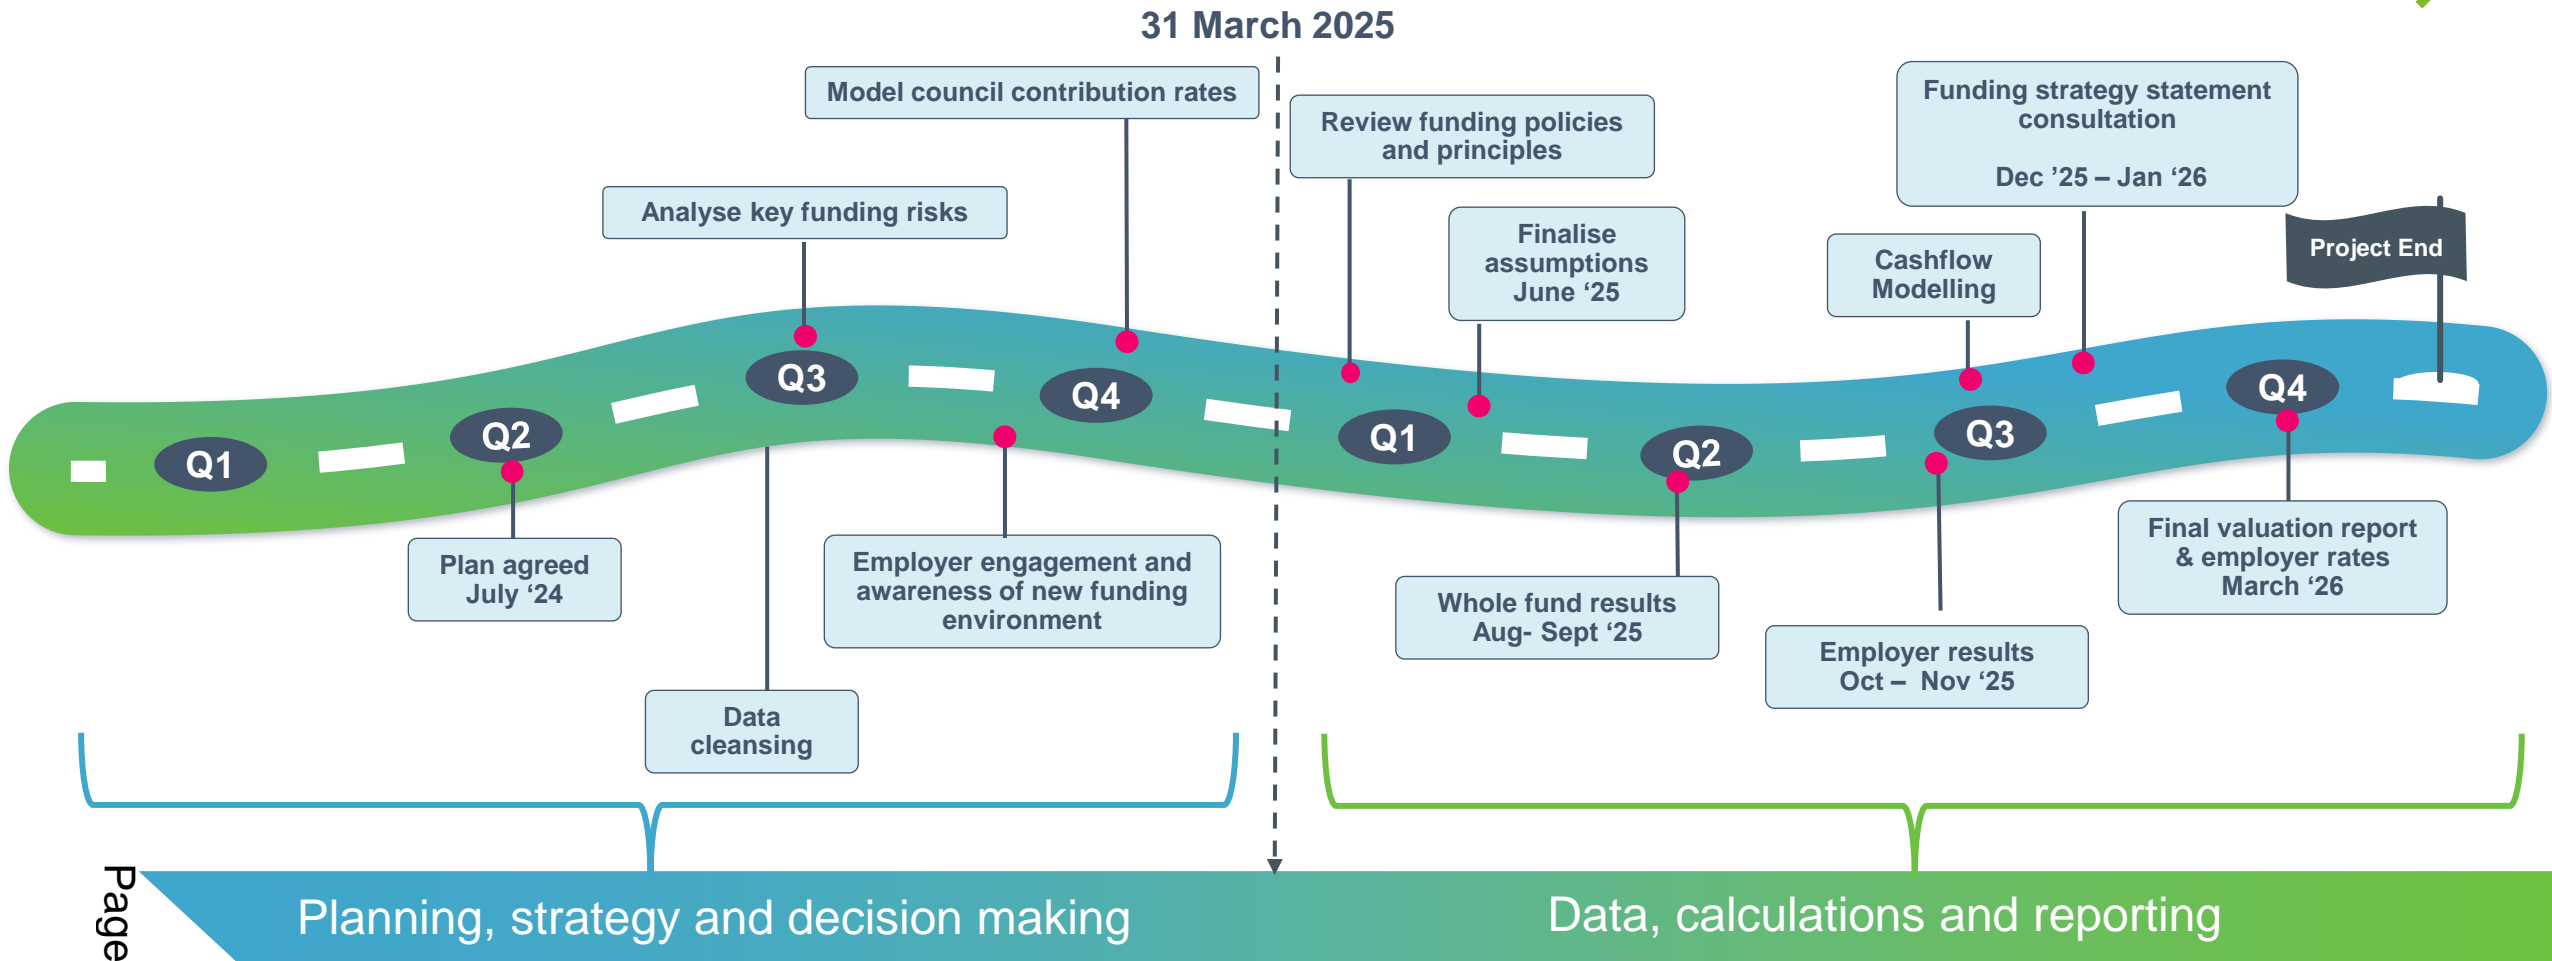 31 March 2025
Model council contribution rates
Review funding policies
and principles
Funding strategy statement
consultation
Dec ’25 – Jan ‘26
Analyse key funding risks
Finalise
assumptions
June ‘25
Cashflow
Modelling
Project End
Q1
Q2
Q3
Q4
Q1
Q2
Q3
Q4
Plan agreed
July ‘24
Employer engagement and
awareness of new funding
environment
Data
cleansing
Whole fund results
Aug- Sept ‘25
Employer results
Oct –  Nov ‘25
Final valuation report
& employer rates
March ‘26
Page
Planning, strategy and decision making
Data, calculations and reporting